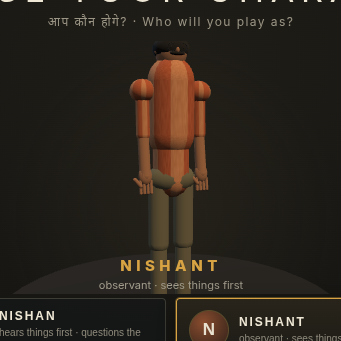 आप कौन होगे? · Who will you play as?
NISHANT
observant · sees things first
NISHAN
hears things first · questions the
N
NISHANT
observant · sees things